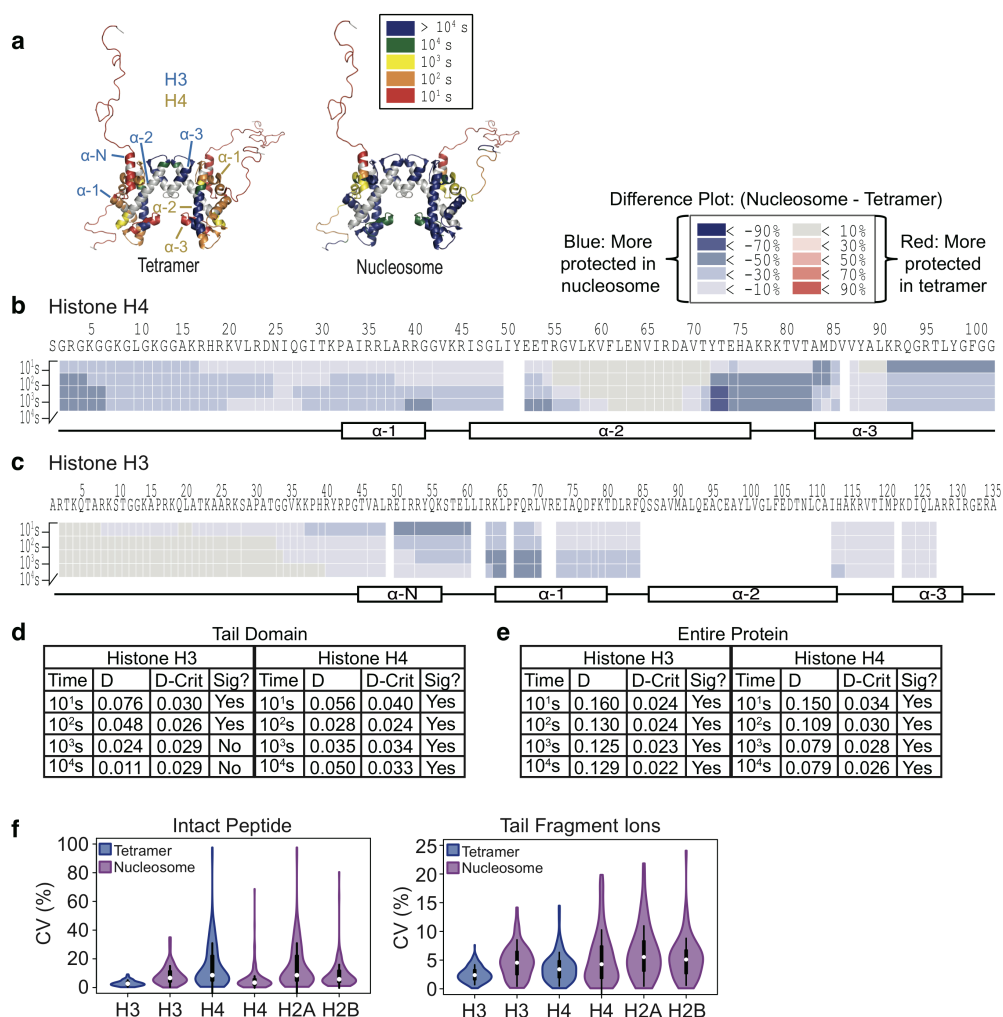 a
H3
H4
α-2
α-3
α-N
α-1
α-1
α-2
α-3
Tetramer
Nucleosome
> 10⁴ s
10⁴ s
10³ s
10² s
10¹ s
Difference Plot: (Nucleosome - Tetramer)
Blue: More protected in nucleosome
< -90%
< -70%
< -50%
< -30%
< -10%
< 10%
< 30%
< 50%
< 70%
< 90%
Red: More protected in tetramer
b Histone H4
5 10 15 20 25 30 35 40 45 50 55 60 65 70 75 80 85 90 95 100
SGRGKGGKGLGKGGAKRHRKVLRDNIQGITKPAIRRLARRGGVKRISGLIYEETRGVLKVFLENVIRDAVTYTEHAKRKTVTAMDVVYALKRQGRTLYGFGG
10¹s
10²s
10³s
10⁴s
α-1 α-2 α-3
c Histone H3
5 10 15 20 25 30 35 40 45 50 55 60 65 70 75 80 85 90 95 100 105 110 115 120 125 130 135
ARTKQTARKSTGGKAPRKQLATKAARKSAPATGGVKKPHRYRPGTVALREIRRYQKSTELLIRKLPFQRLVREIAQDFKTDLRFQSSAVMALQEACEAYLVGLFEDTNLCAIHAKRVTIMPKDIQLARRIRGERA
10¹s
10²s
10³s
10⁴s
α-N α-1 α-2 α-3
d Tail Domain
Histone H3 Histone H4
Time D D-Crit Sig? Time D D-Crit Sig?
10¹s 0.076 0.030 Yes 10¹s 0.056 0.040 Yes
10²s 0.048 0.026 Yes 10²s 0.028 0.024 Yes
10³s 0.024 0.029 No 10³s 0.035 0.034 Yes
10⁴s 0.011 0.029 No 10⁴s 0.050 0.033 Yes
e Entire Protein
Histone H3 Histone H4
Time D D-Crit Sig? Time D D-Crit Sig?
10¹s 0.160 0.024 Yes 10¹s 0.150 0.034 Yes
10²s 0.130 0.024 Yes 10²s 0.109 0.030 Yes
10³s 0.125 0.023 Yes 10³s 0.079 0.028 Yes
10⁴s 0.129 0.022 Yes 10⁴s 0.079 0.026 Yes
f Intact Peptide
Tetramer
Nucleosome
CV (%)
100
80
60
40
20
0
H3 H3 H4 H4 H2A H2B
Tail Fragment Ions
Tetramer
Nucleosome
CV (%)
25
20
15
10
5
0
H3 H3 H4 H4 H2A H2B